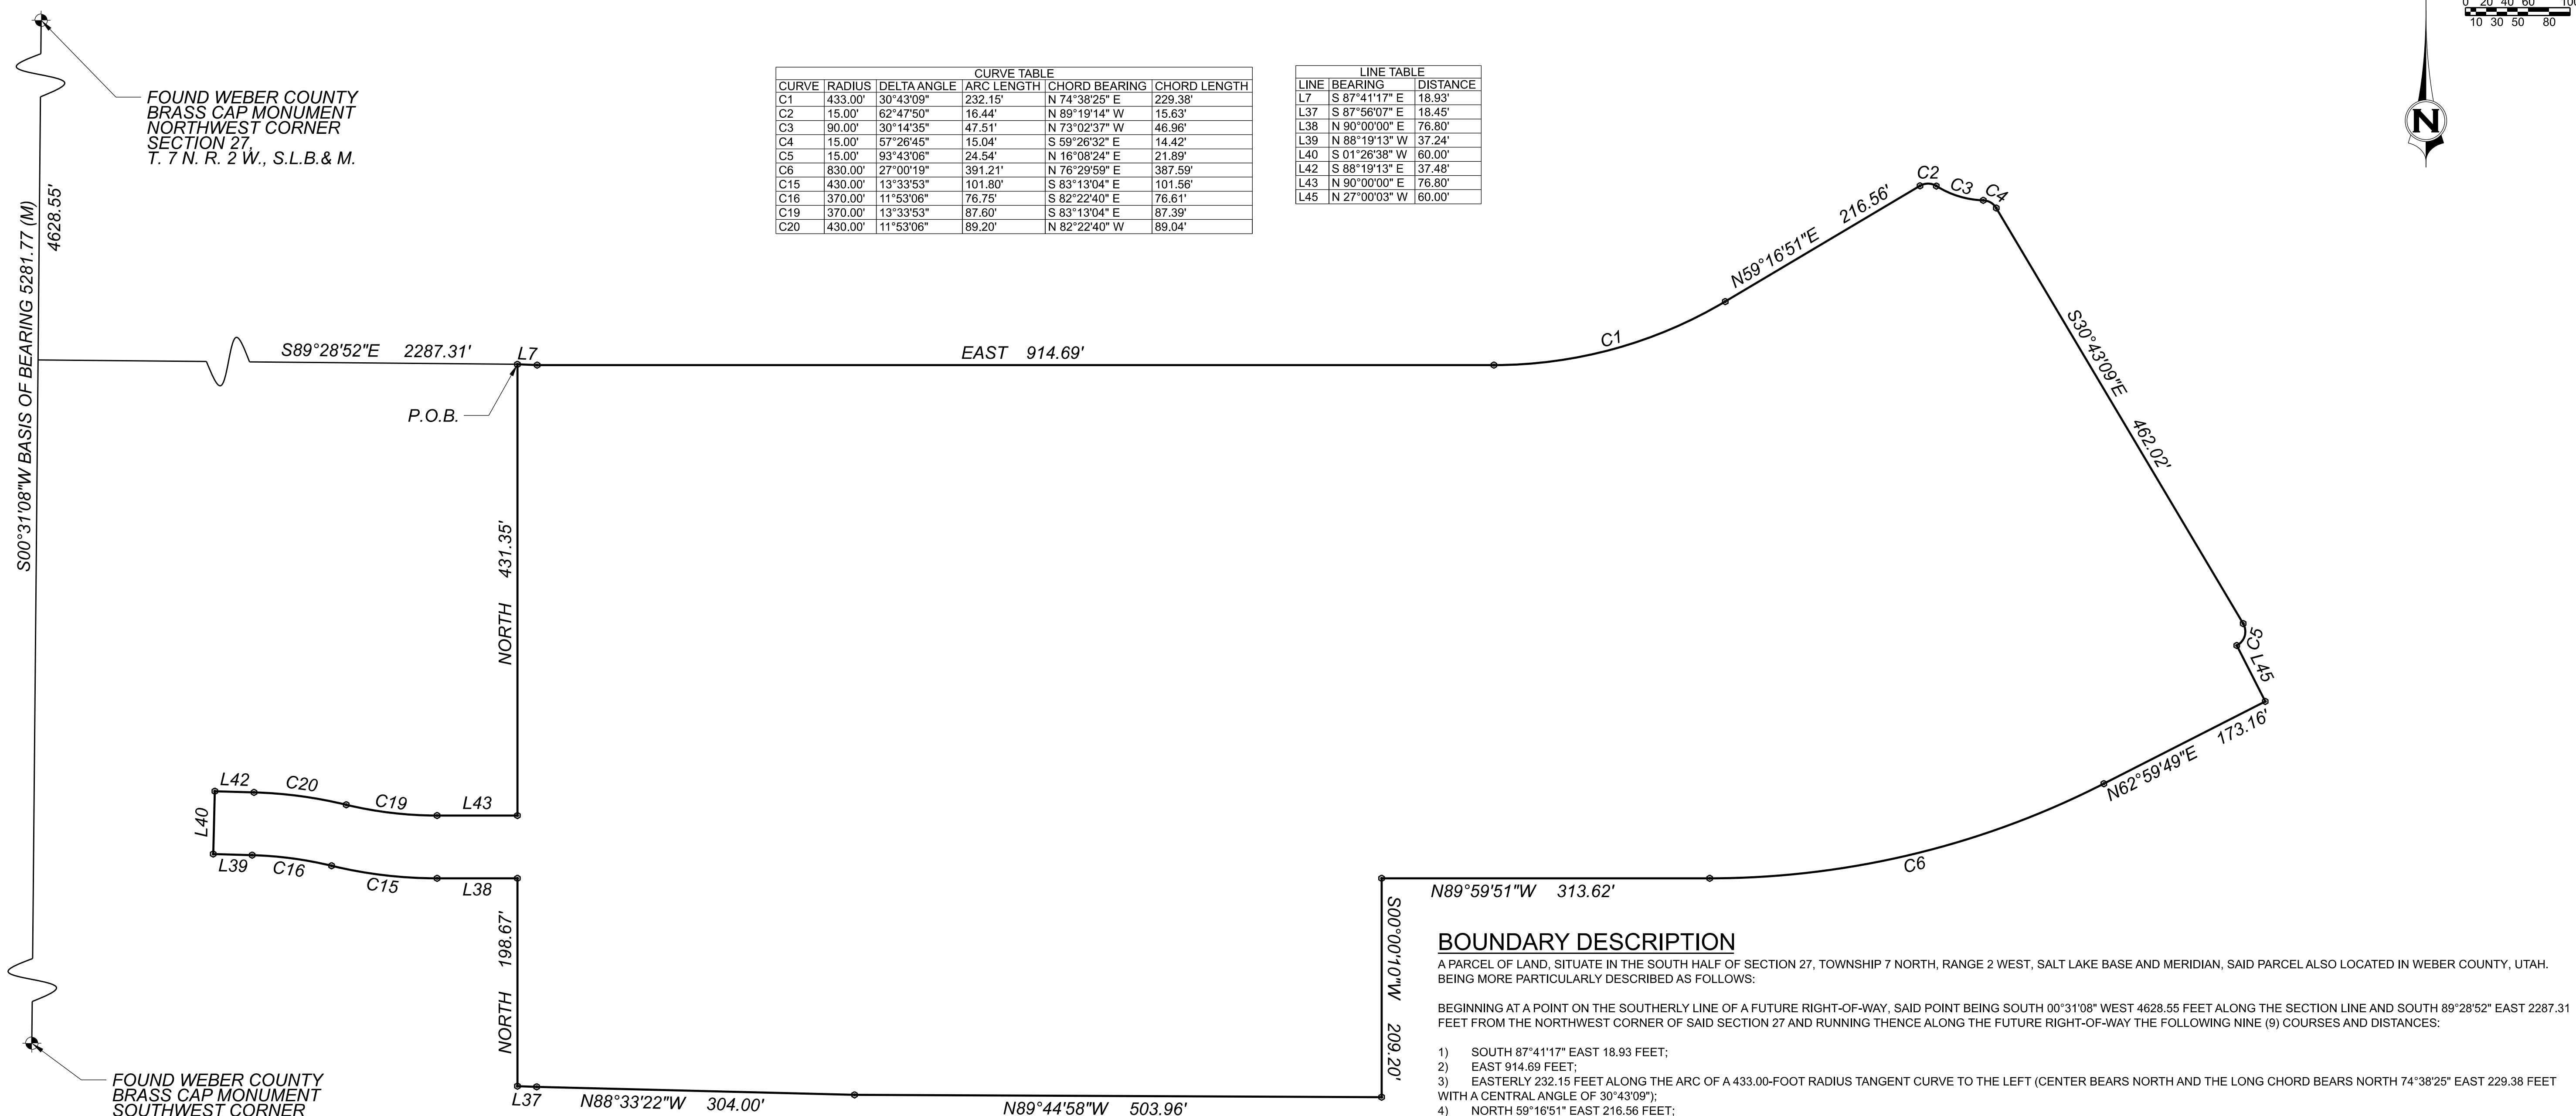 0 20 40 60
10 30 50 80
N
FOUND WEBER COUNTY
BRASS CAP MONUMENT
NORTHWEST CORNER
SECTION 27,
T. 7 N. R. 2 W., S.L.B.& M.
S00°31'08"W BASIS OF BEARING 5281.77 (M)
4628.55'
CURVE TABLE
CURVE RADIUS DELTA ANGLE ARC LENGTH CHORD BEARING CHORD LENGTH
C1 433.00' 30°43'09" 232.15' N 74°38'25" E 229.38'
C2 15.00' 62°47'50" 16.44' N 89°19'14" W 15.63'
C3 90.00' 30°14'35" 47.51' N 73°02'37" W 46.96'
C4 15.00' 57°26'45" 15.04' S 59°26'32" E 14.42'
C5 15.00' 93°43'06" 24.54' N 16°08'24" E 21.89'
C6 830.00' 27°00'19" 391.21' N 76°29'59" E 387.59'
C15 430.00' 13°33'53" 101.80' S 83°13'04" E 101.56'
C16 370.00' 11°53'06" 76.75' S 82°22'40" E 76.61'
C19 370.00' 13°33'53" 87.60' S 83°13'04" E 87.39'
C20 430.00' 11°53'06" 89.20' N 82°22'40" W 89.04'
LINE TABLE
LINE BEARING DISTANCE
L7 S 87°41'17" E 18.93'
L37 S 87°56'07" E 18.45'
L38 N 90°00'00" E 76.80'
L39 N 88°19'13" W 37.24'
L40 S 01°26'38" W 60.00'
L42 S 88°19'13" E 37.48'
L43 N 90°00'00" E 76.80'
L45 N 27°00'03" W 60.00'
C2
C3
C4
N59°16'51"E 216.56'
C1
S30°43'09"E 462.02'
S89°28'52"E 2287.31'
L7
EAST 914.69'
P.O.B.
NORTH 431.35'
C5
L45
N62°59'49"E 173.16'
C6
L42
C20
C19
L43
L40
L39
C16
C15
L38
N89°59'51"W 313.62'
S00°00'10"W 209.20'
NORTH 198.67'
L37
N88°33'22"W 304.00'
N89°44'58"W 503.96'
FOUND WEBER COUNTY
BRASS CAP MONUMENT
SOUTHWEST CORNER
BOUNDARY DESCRIPTION
A PARCEL OF LAND, SITUATE IN THE SOUTH HALF OF SECTION 27, TOWNSHIP 7 NORTH, RANGE 2 WEST, SALT LAKE BASE AND MERIDIAN, SAID PARCEL ALSO LOCATED IN WEBER COUNTY, UTAH.
BEING MORE PARTICULARLY DESCRIBED AS FOLLOWS:
BEGINNING AT A POINT ON THE SOUTHERLY LINE OF A FUTURE RIGHT-OF-WAY, SAID POINT BEING SOUTH 00°31'08" WEST 4628.55 FEET ALONG THE SECTION LINE AND SOUTH 89°28'52" EAST 2287.31
FEET FROM THE NORTHWEST CORNER OF SAID SECTION 27 AND RUNNING THENCE ALONG THE FUTURE RIGHT-OF-WAY THE FOLLOWING NINE (9) COURSES AND DISTANCES:
1) SOUTH 87°41'17" EAST 18.93 FEET;
2) EAST 914.69 FEET;
3) EASTERLY 232.15 FEET ALONG THE ARC OF A 433.00-FOOT RADIUS TANGENT CURVE TO THE LEFT (CENTER BEARS NORTH AND THE LONG CHORD BEARS NORTH 74°38'25" EAST 229.38 FEET
WITH A CENTRAL ANGLE OF 30°43'09");
4) NORTH 59°16'51" EAST 216.56 FEET;